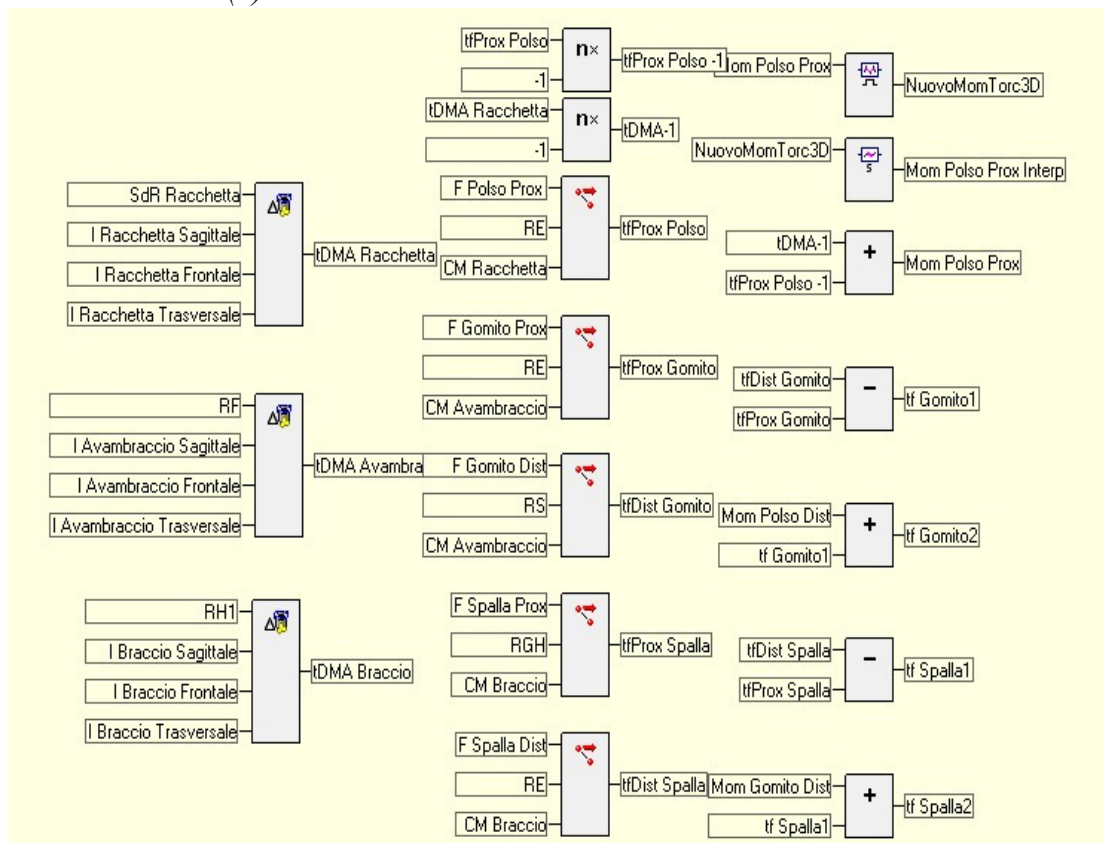 tfProx Polso
-1
n×
tfProx Polso -1
tDMA Racchetta
-1
n×
tDMA-1
Mom Polso Prox
NuovoMomTorc3D
NuovoMomTorc3D
S
Mom Polso Prox Interp
SdR Racchetta
I Racchetta Sagittale
I Racchetta Frontale
I Racchetta Trasversale
Δ
tDMA Racchetta
F Polso Prox
RE
CM Racchetta
tfProx Polso
tDMA-1
tfProx Polso -1
+
Mom Polso Prox
F Gomito Prox
RE
CM Avambraccio
tfProx Gomito
tfDist Gomito
tfProx Gomito
−
tf Gomito1
RF
I Avambraccio Sagittale
I Avambraccio Frontale
I Avambraccio Trasversale
Δ
tDMA Avambra
F Gomito Dist
RS
CM Avambraccio
tfDist Gomito
Mom Polso Dist
tf Gomito1
+
tf Gomito2
RH1
I Braccio Sagittale
I Braccio Frontale
I Braccio Trasversale
Δ
tDMA Braccio
F Spalla Prox
RGH
CM Braccio
tfProx Spalla
tfDist Spalla
tfProx Spalla
−
tf Spalla1
F Spalla Dist
RE
CM Braccio
tfDist Spalla
Mom Gomito Dist
tf Spalla1
+
tf Spalla2